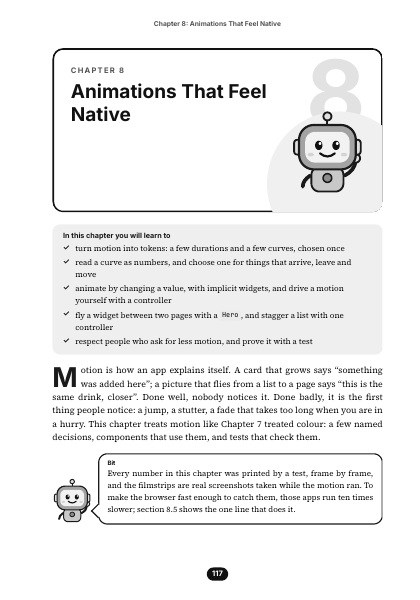 Chapter 8: Animations That Feel Native
CHAPTER 8
8
Animations That Feel
Native
In this chapter you will learn to
✓ turn motion into tokens: a few durations and a few curves, chosen once
✓ read a curve as numbers, and choose one for things that arrive, leave and
move
✓ animate by changing a value, with implicit widgets, and drive a motion
yourself with a controller
✓ fly a widget between two pages with a Hero, and stagger a list with one
controller
✓ respect people who ask for less motion, and prove it with a test
Motion is how an app explains itself. A card that grows says “something
was added here”; a picture that flies from a list to a page says “this is the
same drink, closer”. Done well, nobody notices it. Done badly, it is the first
thing people notice: a jump, a stutter, a fade that takes too long when you are in
a hurry. This chapter treats motion like Chapter 7 treated colour: a few named
decisions, components that use them, and tests that check them.
Bit
Every number in this chapter was printed by a test, frame by frame,
and the filmstrips are real screenshots taken while the motion ran. To
make the browser fast enough to catch them, those apps run ten times
slower; section 8.5 shows the one line that does it.
117